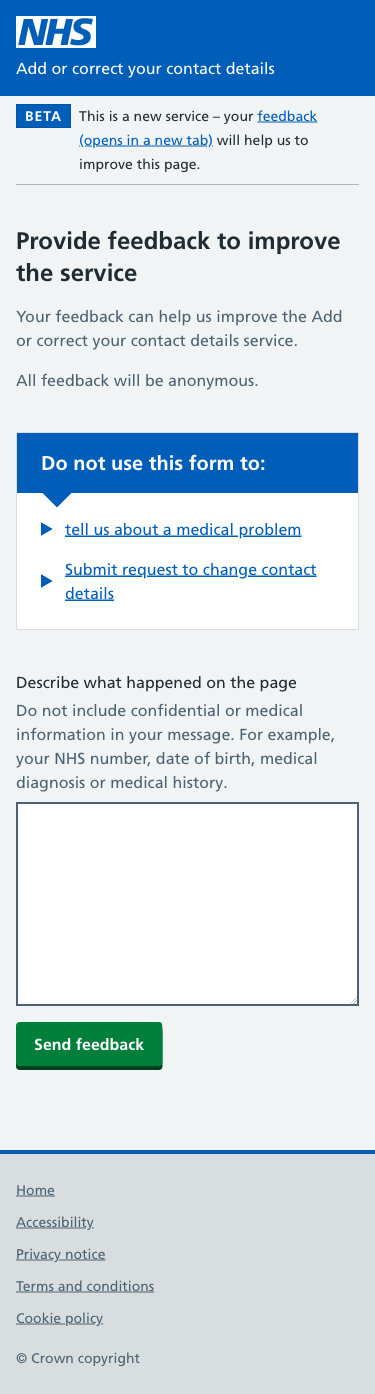 NHS
Add or correct your contact details
BETA
This is a new service – your feedback
(opens in a new tab) will help us to
improve this page.
Provide feedback to improve
the service
Your feedback can help us improve the Add
or correct your contact details service.
All feedback will be anonymous.
Do not use this form to:
tell us about a medical problem
Submit request to change contact
details
Describe what happened on the page
Do not include confidential or medical
information in your message. For example,
your NHS number, date of birth, medical
diagnosis or medical history.
Send feedback
Home
Accessibility
Privacy notice
Terms and conditions
Cookie policy
© Crown copyright